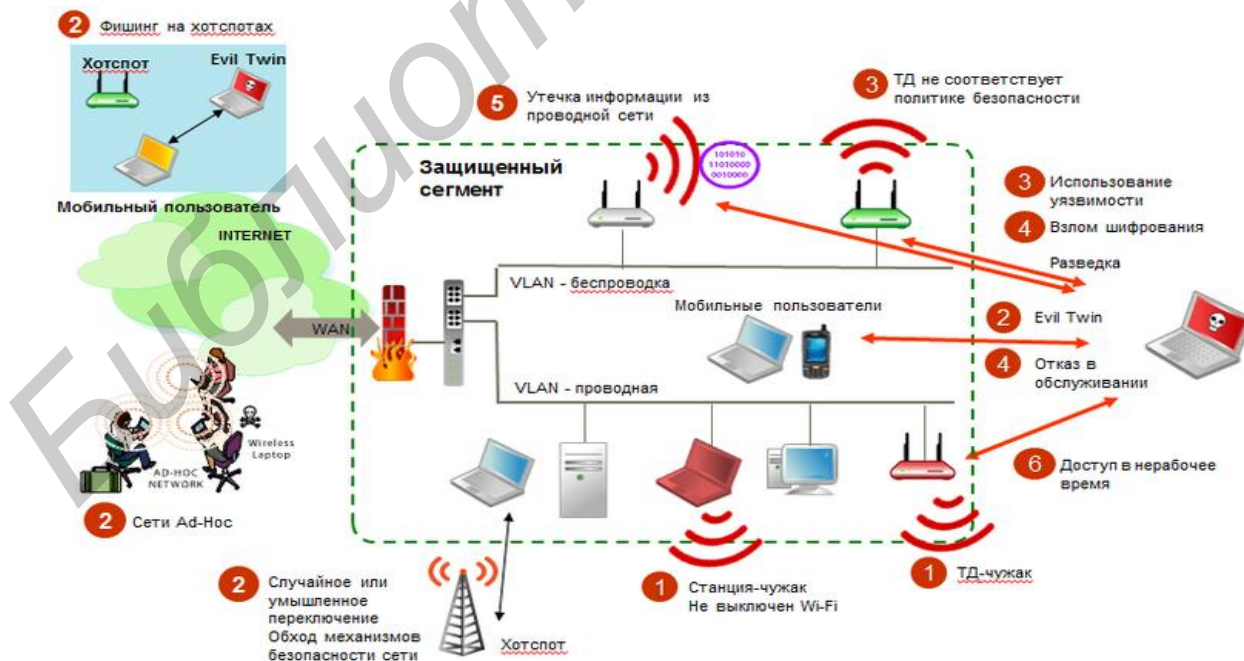 2 Фишинг на хотспотах
Хотспот
Evil Twin
Мобильный пользователь
INTERNET
WAN
5 Утечка информации из
проводной сети
3 ТД не соответствует
политике безопасности
Защищенный
сегмент
101010
11010000
0010000
3 Использование
уязвимости
4 Взлом шифрования
Разведка
VLAN - беспроводка
Мобильные пользователи
2 Evil Twin
4 Отказ в
обслуживании
VLAN - проводная
Wireless
Laptop
AD-HOC
NETWORK
2 Сети Ad-Hoc
6 Доступ в нерабочее
время
2 Случайное или
умышленное
переключение
Обход механизмов
безопасности сети
Хотспот
1 Станция-чужак
Не выключен Wi-Fi
1 ТД-чужак
Библиот